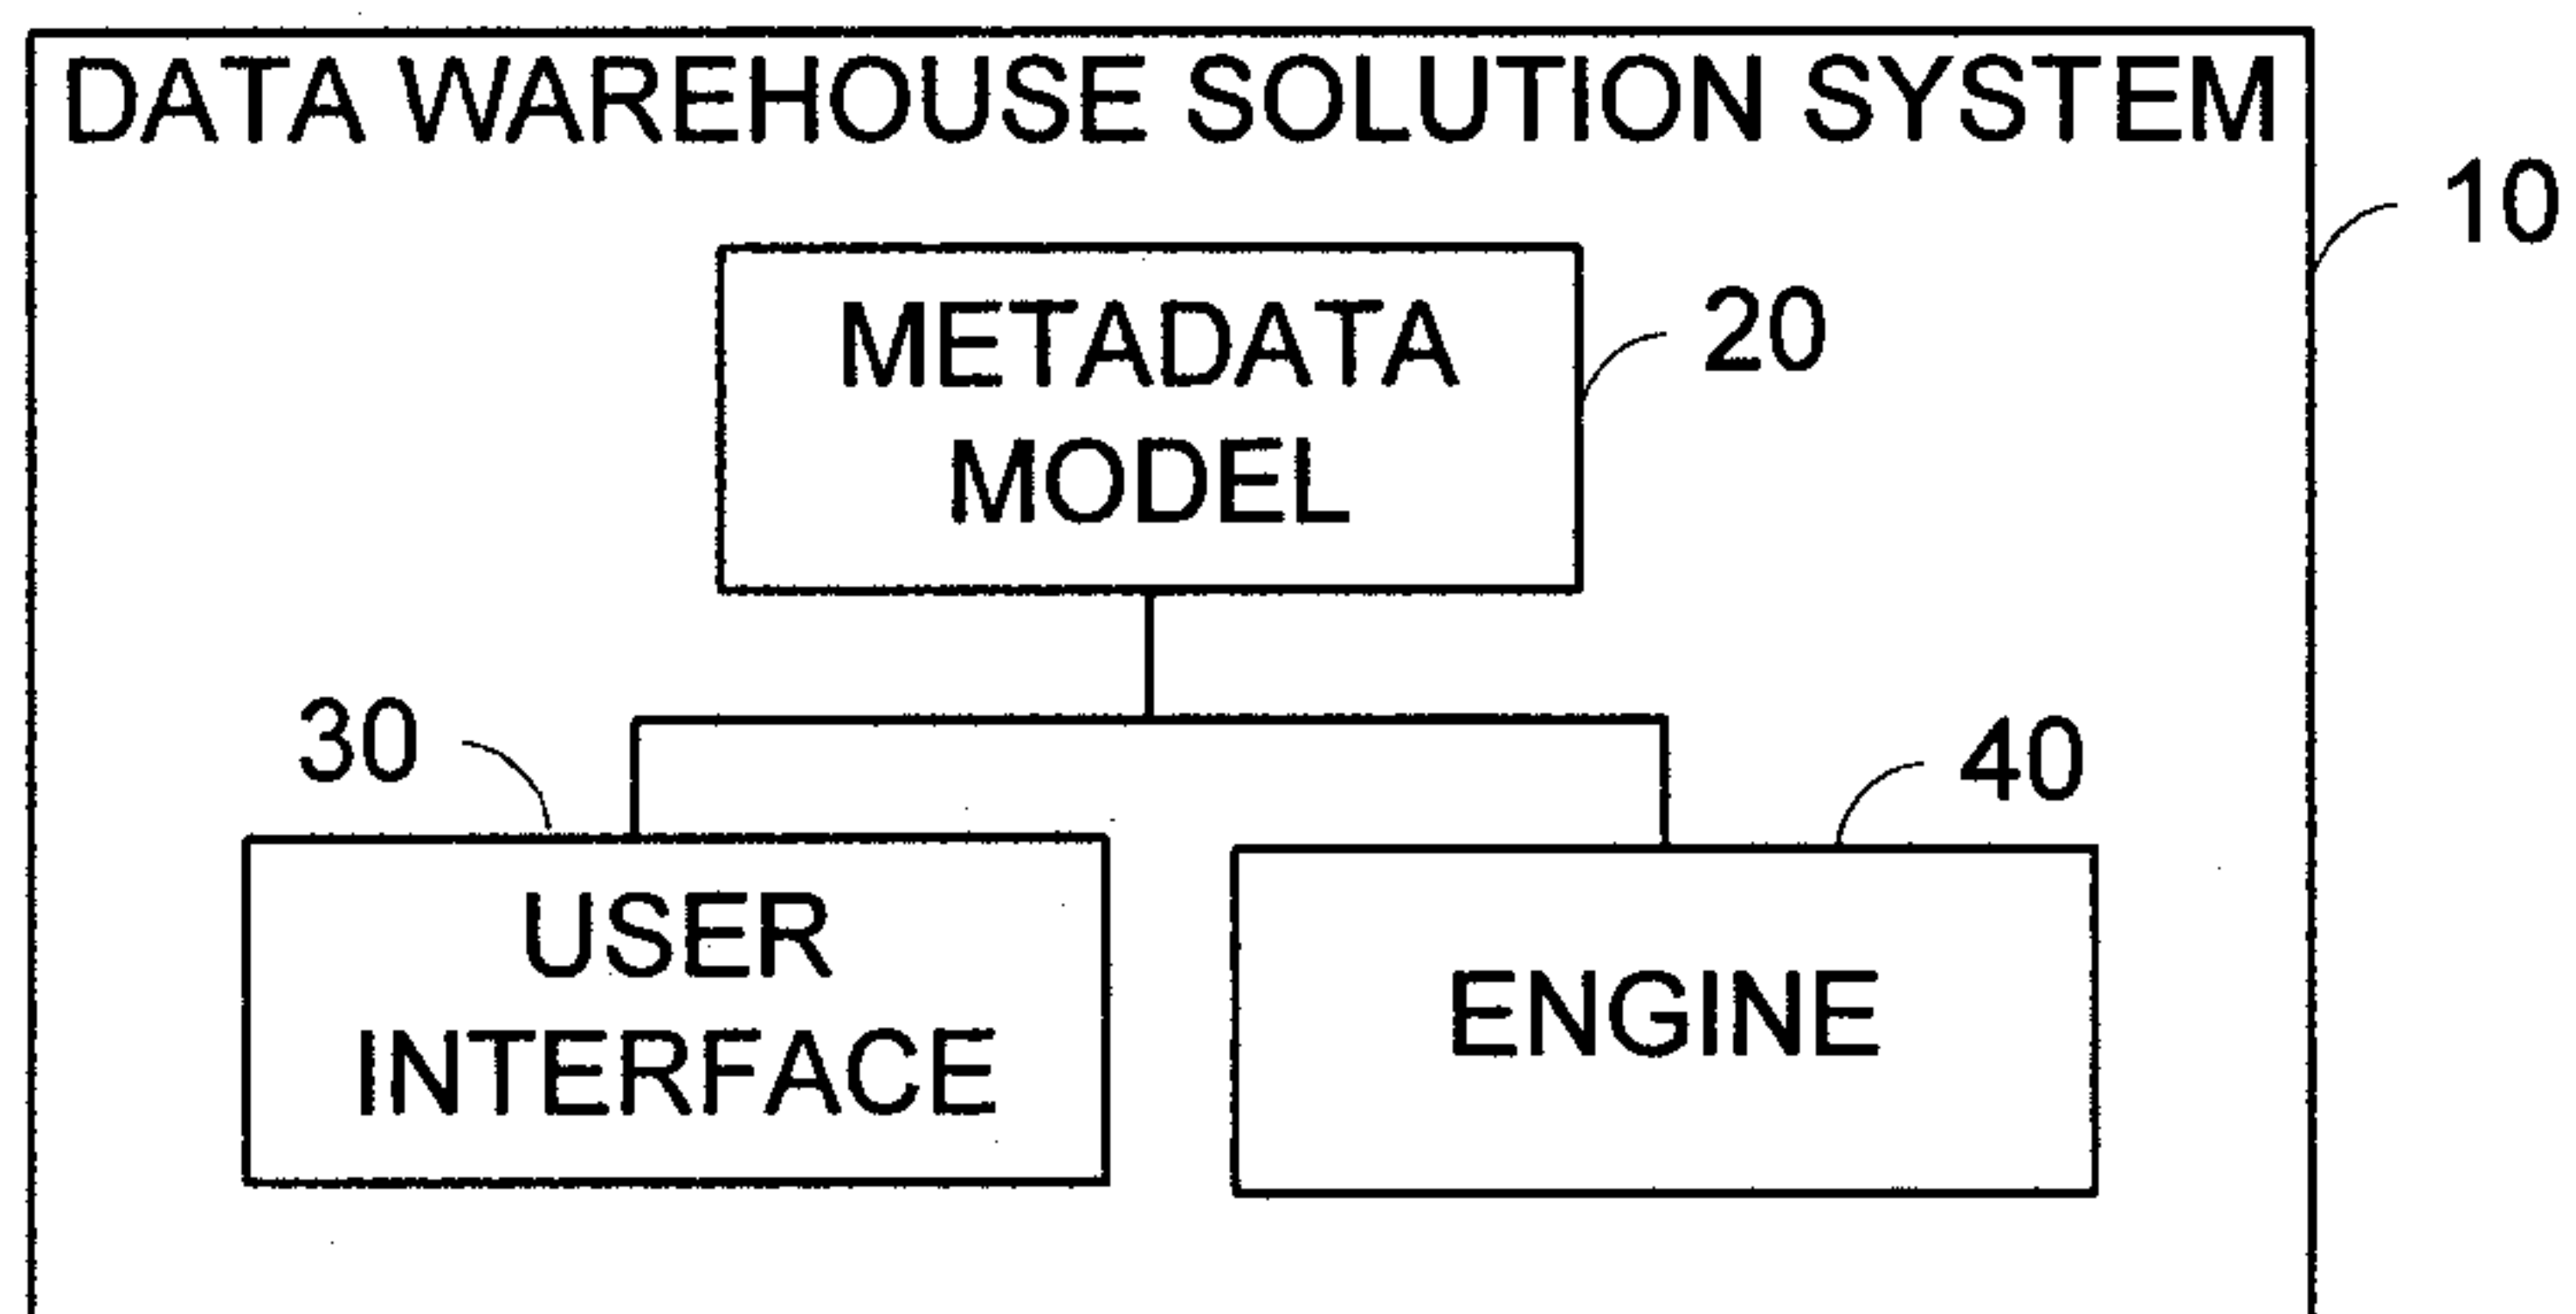 DATA WAREHOUSE SOLUTION SYSTEM
10
METADATA
MODEL
20
30
40
USER
INTERFACE
ENGINE